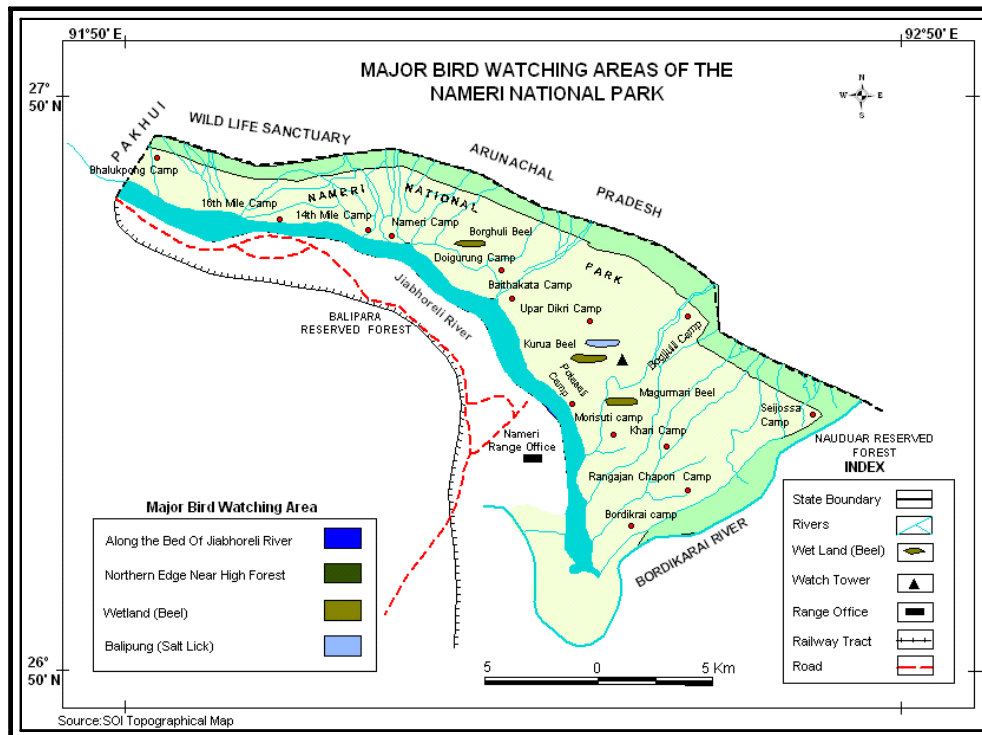 91°50' E
92°50' E
MAJOR BIRD WATCHING AREAS OF THE
NAMERI NATIONAL PARK
27°
50' N
N
W E
S
PAKHUI
WILD LIFE SANCTUARY
ARUNACHAL
PRADESH
Bhalukpong Camp
NAMERI
NATIONAL
PARK
16th Mile Camp
14th Mile Camp
Nameri Camp
Borghuli Beel
Doigurung Camp
Baithakata Camp
Upar Dikri Camp
Jiabhoreli River
BALIPARA
RESERVED FOREST
Kurua Beel
Camp
Camp
Magurmari Beel
Morisuti camp
Khari Camp
Seijossa
Camp
Nameri
Range Office
Rangajan Chapori Camp
Bordikrai camp
NAUDUAR RESERVED
FOREST
BORDIKARAI RIVER
INDEX
State Boundary
Rivers
Wet Land (Beel)
Watch Tower
Range Office
Railway Tract
Road
Major Bird Watching Area
Along the Bed Of Jiabhoreli River
Northern Edge Near High Forest
Wetland (Beel)
Balipung (Salt Lick)
26°
50' N
5 0 5 Km
Source:SOI Topographical Map